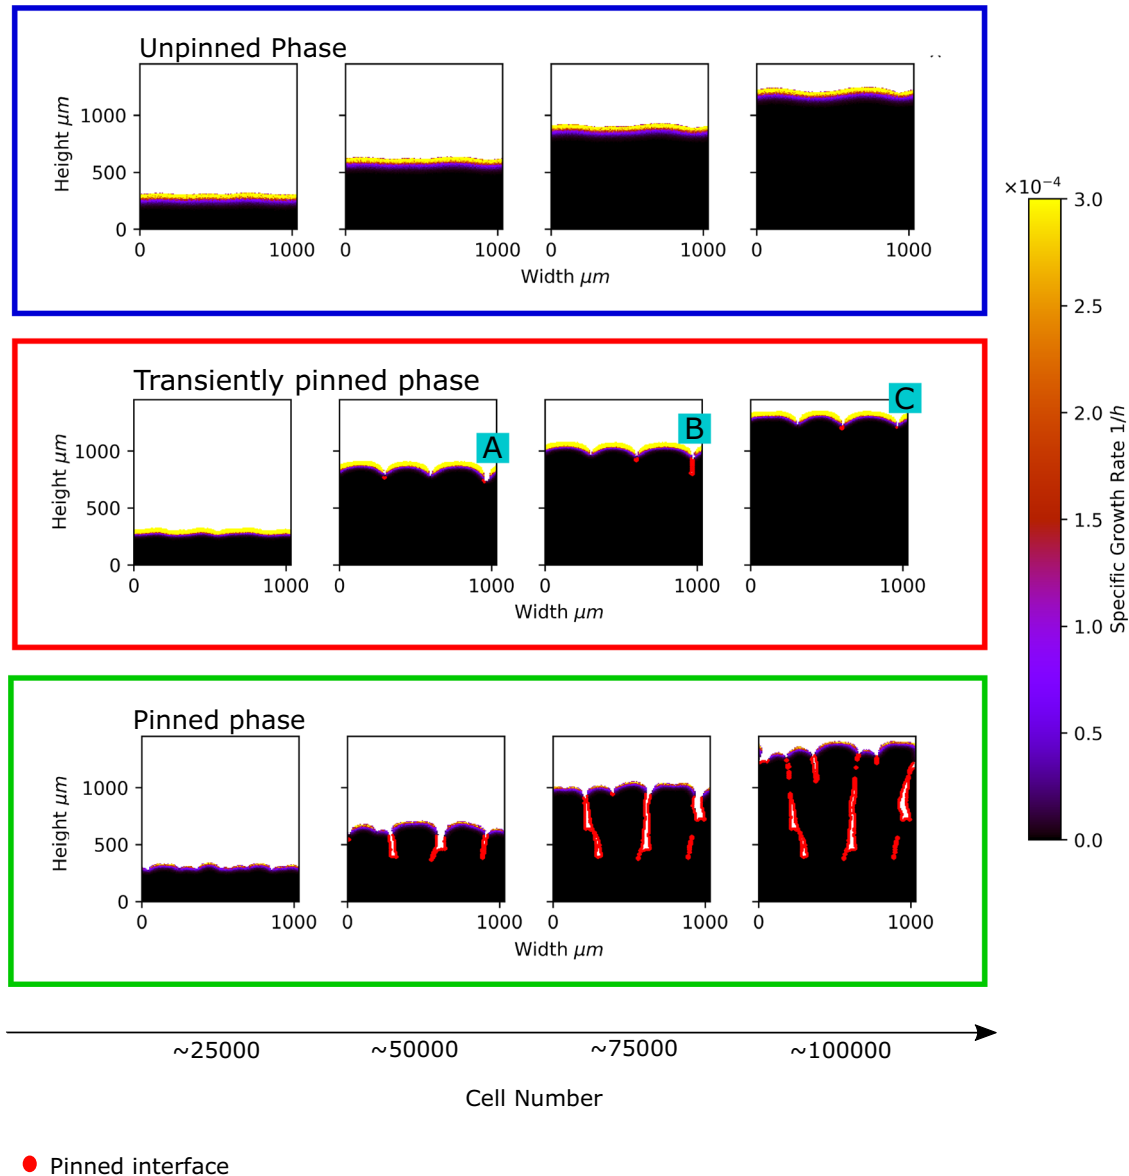 Unpinned Phase
Height μm
1000
500
0
0 1000 0 1000 0 1000 0 1000
Width μm
Transiently pinned phase
A
B
C
Height μm
1000
500
0
0 1000 0 1000 0 1000 0 1000
Width μm
Pinned phase
Height μm
1000
500
0
0 1000 0 1000 0 1000 0 1000
Width μm
×10⁻⁴
3.0
2.5
2.0
1.5
1.0
0.5
0.0
Specific Growth Rate 1/h
~25000 ~50000 ~75000 ~100000
Cell Number
Pinned interface